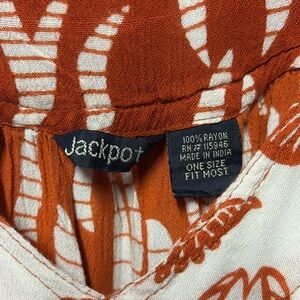 Jackpot
100% RAYON
RN # 115946
MADE IN INDIA
ONE SIZE
FIT MOST